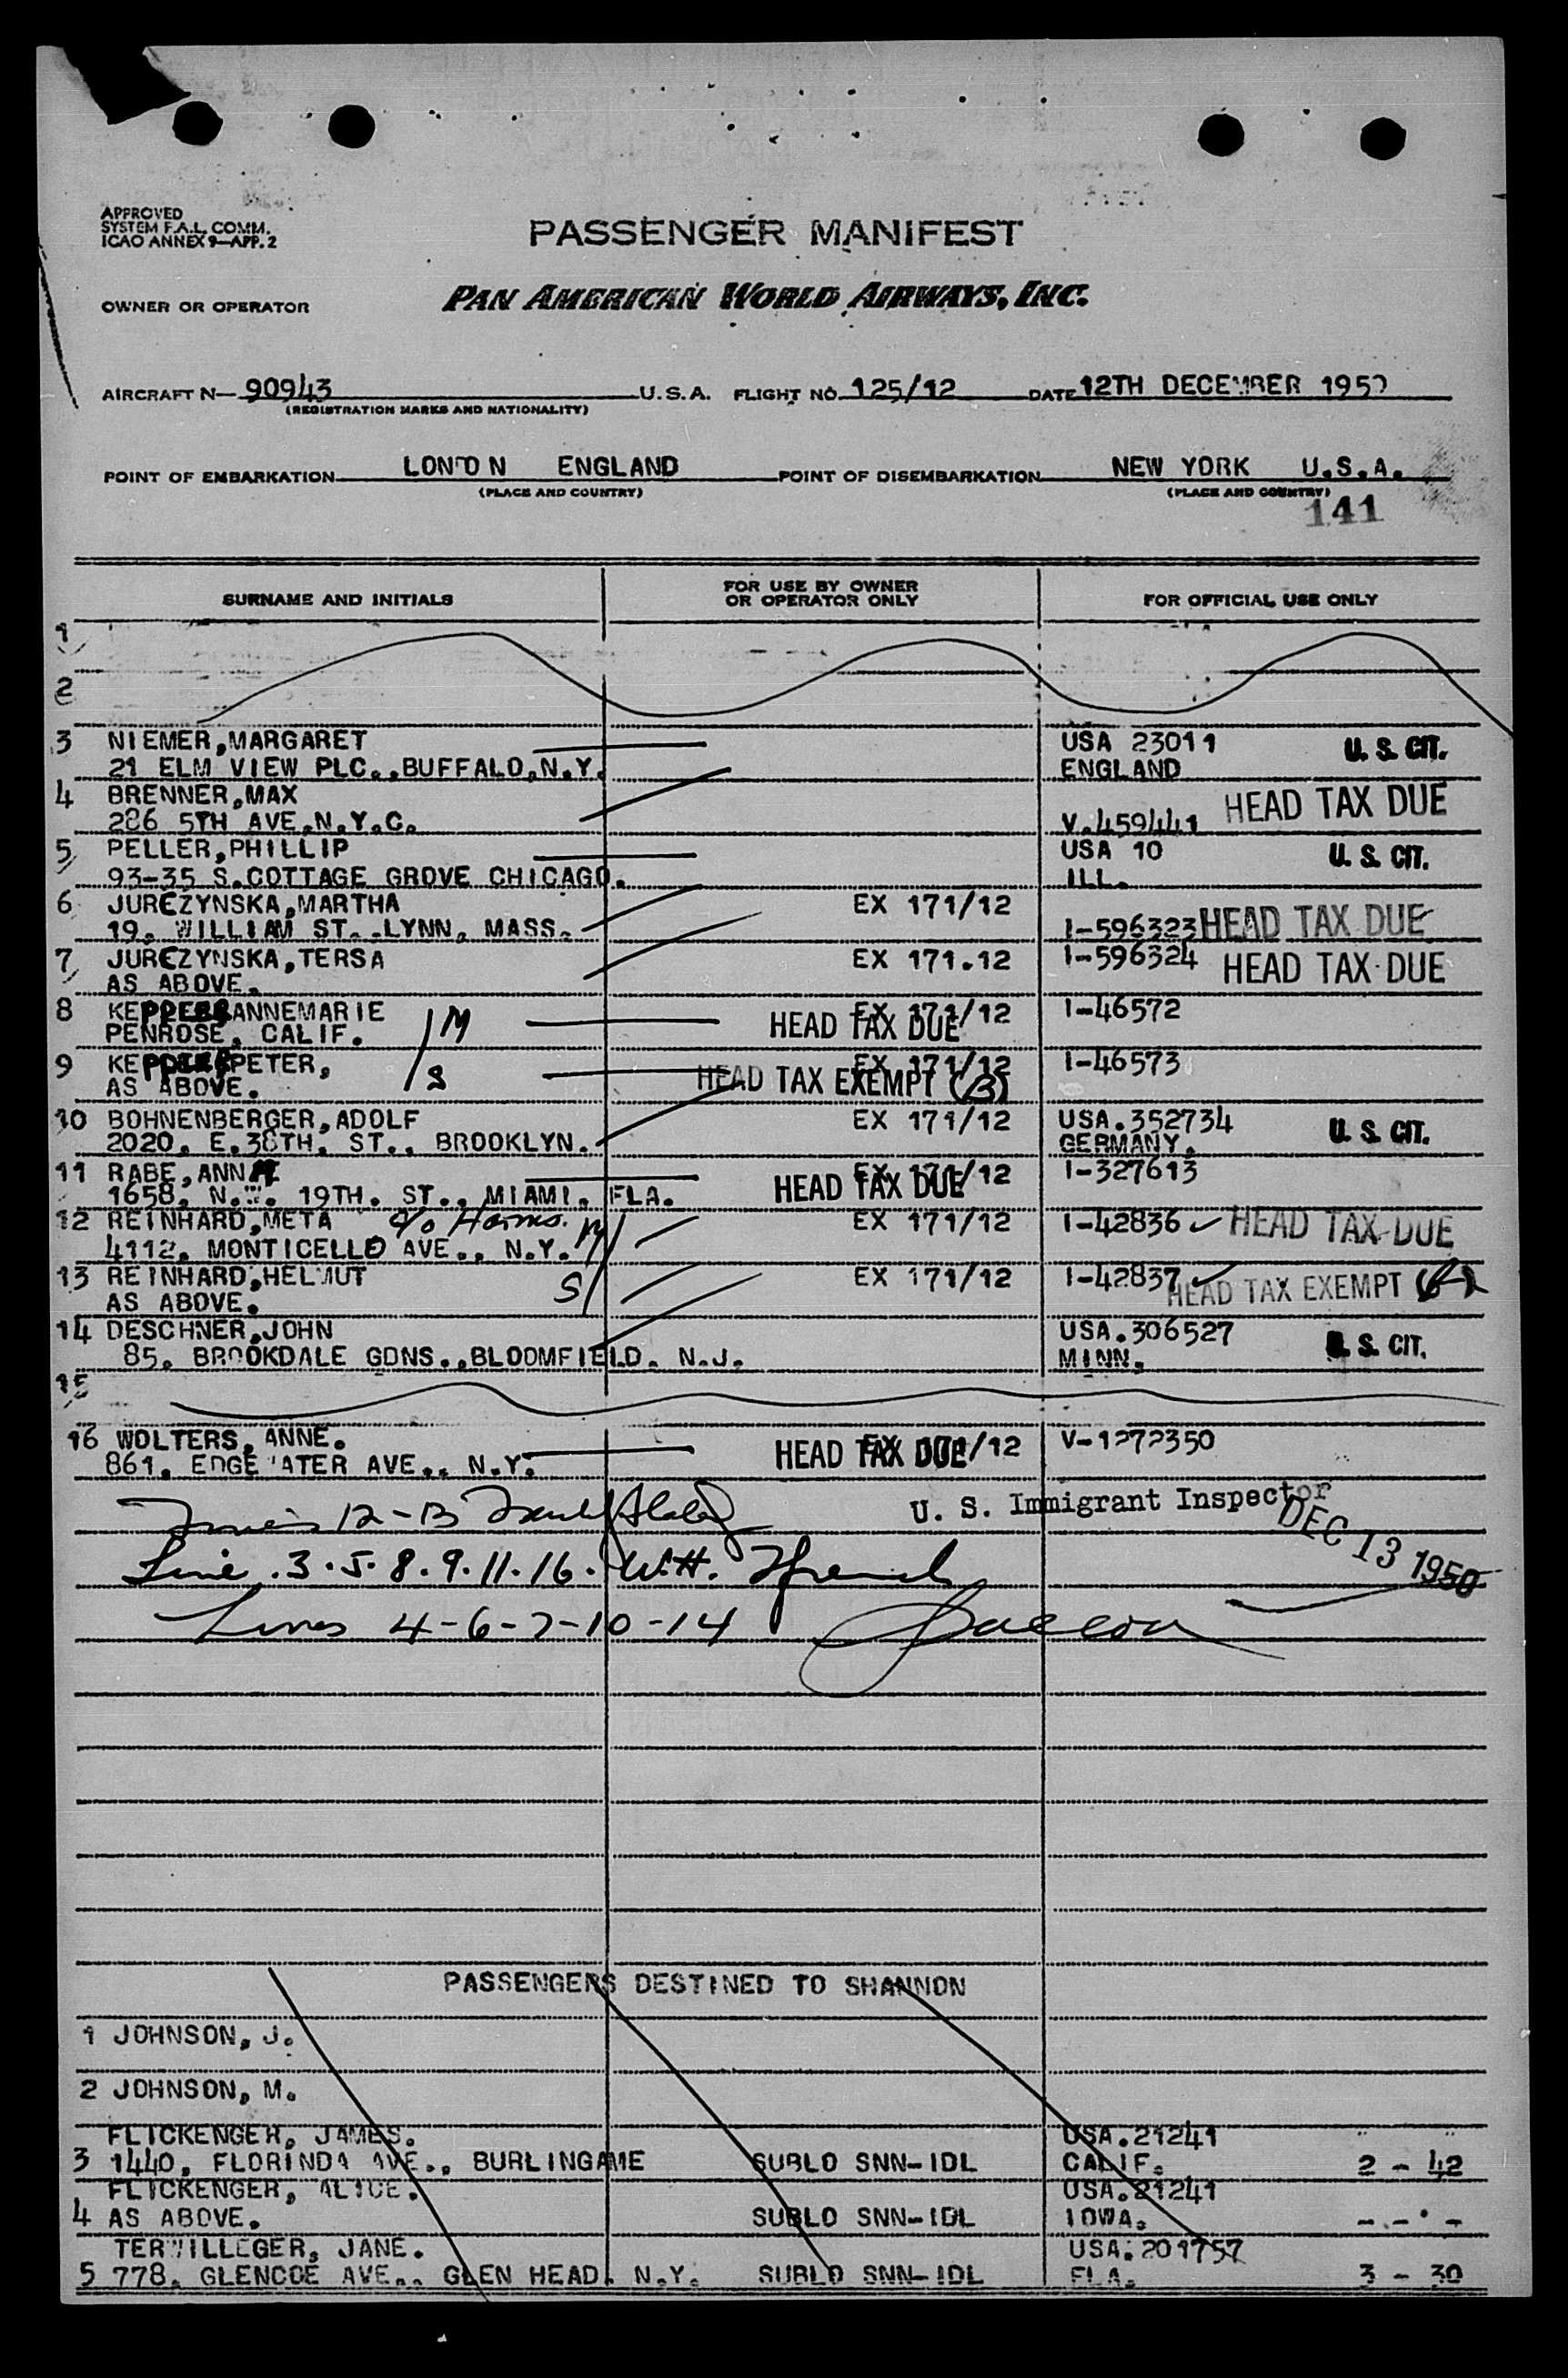 APPROVED
SYSTEM F.A.L. COMM.
ICAO ANNEX 9—APP. 2
PASSENGER MANIFEST
OWNER OR OPERATOR PAN AMERICAN WORLD AIRWAYS, INC.
AIRCRAFT N— 90943 U.S.A. FLIGHT NO. 125/12 DATE 12TH DECEMBER 1950
(REGISTRATION MARKS AND NATIONALITY)
POINT OF EMBARKATION LONDON ENGLAND POINT OF DISEMBARKATION NEW YORK U.S.A.
(PLACE AND COUNTRY) (PLACE AND COUNTRY)
141
SURNAME AND INITIALS FOR USE BY OWNER OR OPERATOR ONLY FOR OFFICIAL USE ONLY
1
2
3 NIEMER,MARGARET USA 23011 U. S. CIT.
21 ELM VIEW PLC.,BUFFALO,N.Y. ENGLAND
4 BRENNER,MAX HEAD TAX DUE
286 5TH AVE.N.Y.C. V.459441
5 PELLER,PHILLIP USA 10 U. S. CIT.
93-35 S.COTTAGE GROVE CHICAGO. ILL.
6 JURCZYNSKA,MARTHA EX 171/12
19, WILLIAM ST.,LYNN, MASS. I-596323 HEAD TAX DUE
7 JURCZYNSKA,TERSA EX 171.12 I-596324 HEAD TAX DUE
AS ABOVE.
8 ANNEMARIE EX 171/12 I-46572
PENROSE, CALIF. M HEAD TAX DUE
9 PETER, EX 171/12 I-46573
AS ABOVE. S HEAD TAX EXEMPT
10 BOHNENBERGER,ADOLF EX 171/12 USA.352734 U. S. CIT.
2020, E.38TH. ST., BROOKLYN. GERMANY.
11 RABE,ANNA EX 171/12 I-327613
1658, N.W. 19TH. ST., MIAMI, FLA. HEAD TAX DUE
12 REINHARD,META c/o EX 171/12 I-42836 HEAD TAX DUE
4112, MONTICELLO AVE., N.Y. M
13 REINHARD,HELMUT EX 171/12 I-42837 HEAD TAX EXEMPT
AS ABOVE. S
14 DESCHNER,JOHN USA.306527 U. S. CIT.
85, BROOKDALE GDNS.,BLOOMFIELD, N.J. MINN.
15
16 WOLTERS, ANNE. EX 171/12 V-1272350
861, EDGEWATER AVE., N.Y. HEAD TAX DUE
12-13 U. S. Immigrant Inspector
DEC 13 1950
Line .3.5.8.9.11.16. W.H. French
Lines 4-6-7-10-14
PASSENGERS DESTINED TO SHANNON
1 JOHNSON, J.
2 JOHNSON, M.
FLICKENGER, JAMES. USA.21241
3 1440, FLORINDA AVE., BURLINGAME SUBLO SNN-IDL CALIF. 2 - 42
FLICKENGER, ALICE. USA.21241
4 AS ABOVE. SUBLO SNN-IDL IOWA.
TERWILLEGER, JANE. USA.201757
5 778, GLENCOE AVE., GLEN HEAD, N.Y. SUBLO SNN-IDL FLA. 3 - 30